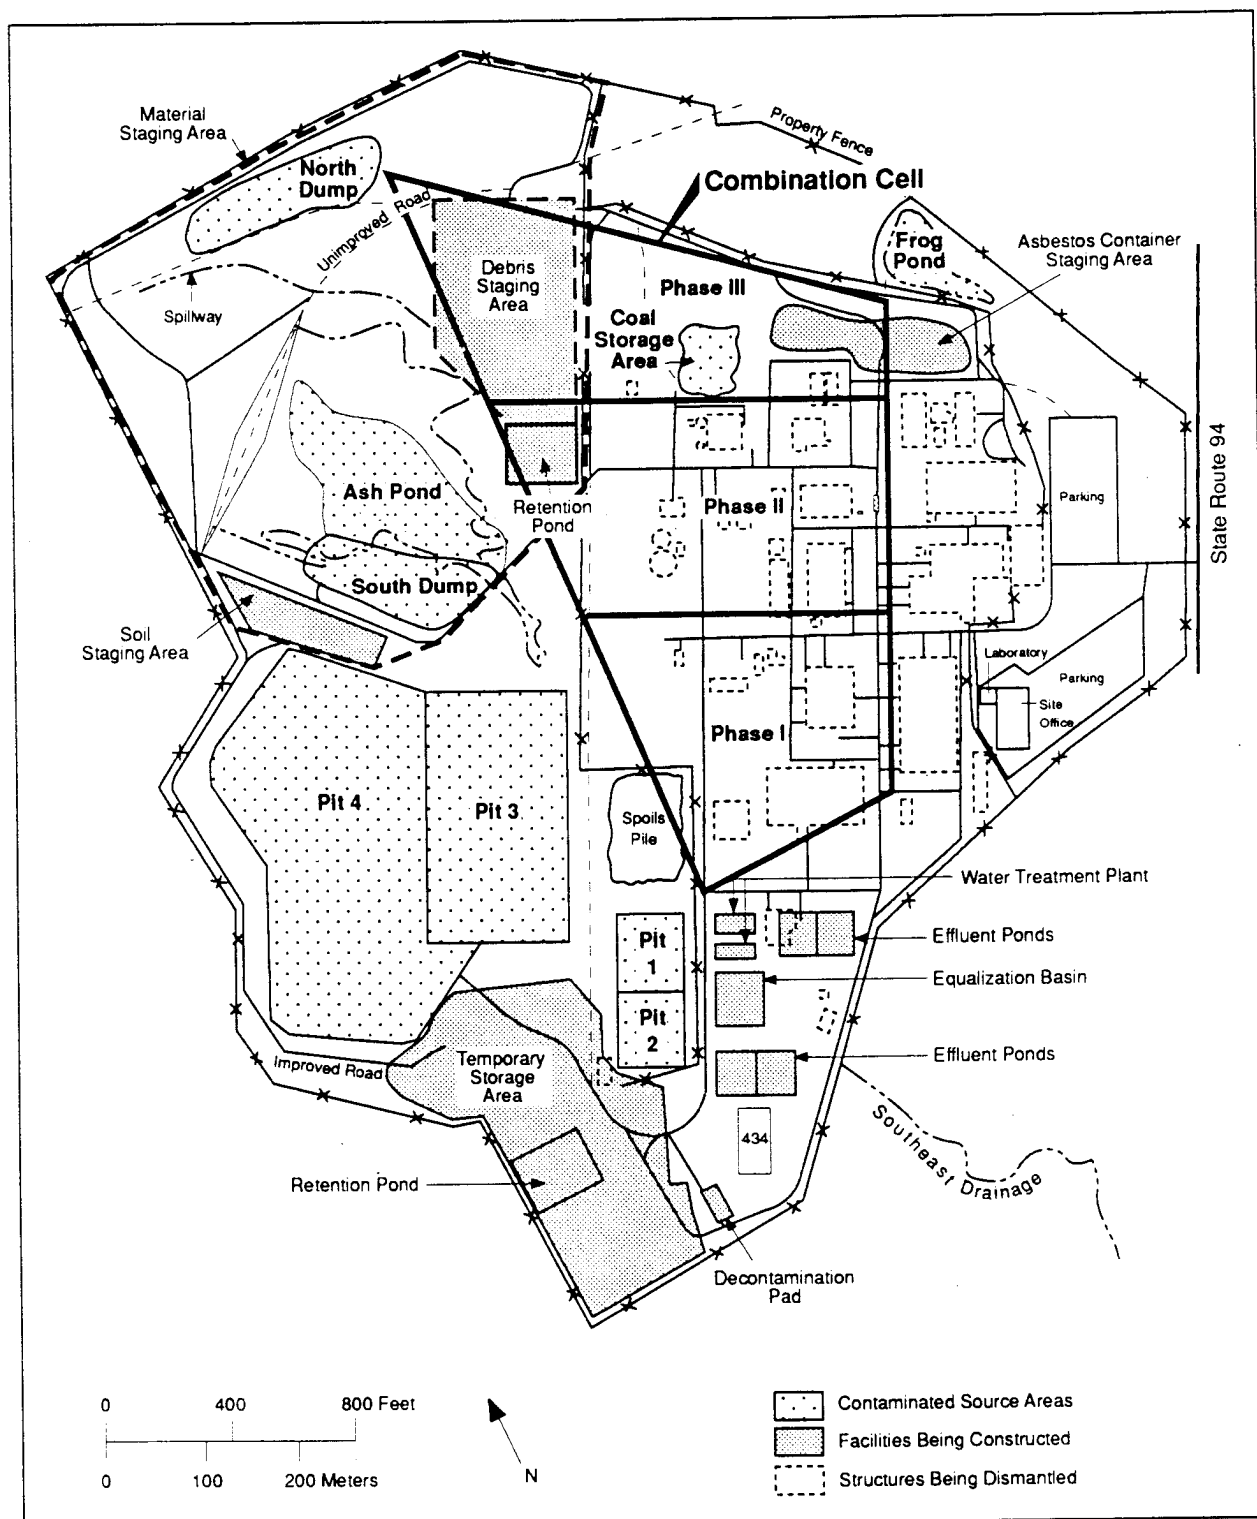 Material
Staging Area
North
Dump
Property Fence
Combination Cell
Unimproved Road
Frog
Pond
Asbestos Container
Staging Area
Debris
Staging
Area
Phase III
Spillway
Coal
Storage
Area
State Route 94
Ash Pond
Retention
Pond
Phase II
Parking
South Dump
Soil
Staging Area
Laboratory
Parking
Site
Office
Phase I
Pit 4
Pit 3
Spoils
Pile
Water Treatment Plant
Pit
1
Effluent Ponds
Equalization Basin
Pit
2
Effluent Ponds
Improved Road
Temporary
Storage
Area
434
Southeast Drainage
Retention Pond
Decontamination
Pad
0 400 800 Feet
0 100 200 Meters
N
Contaminated Source Areas
Facilities Being Constructed
Structures Being Dismantled